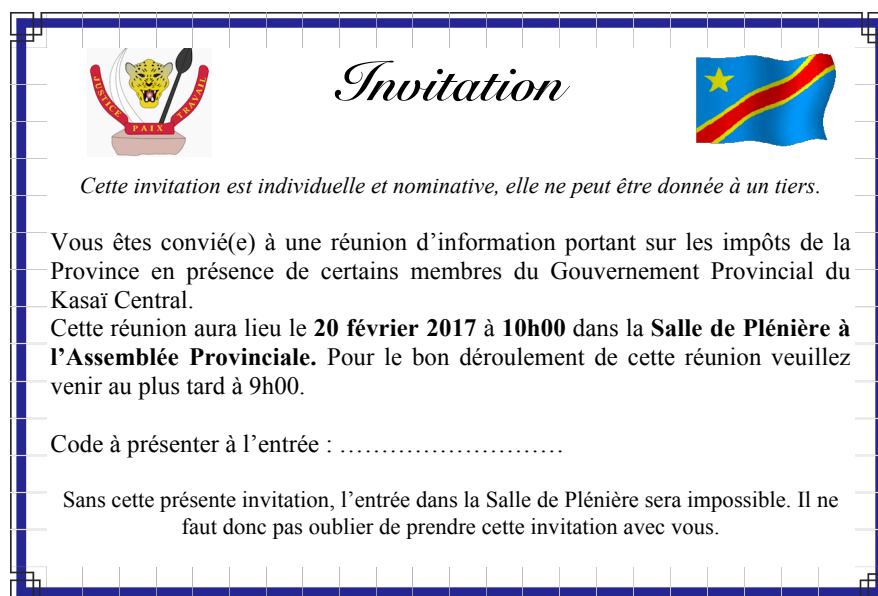 Invitation
JUSTICE
PAIX
TRAVAIL
Cette invitation est individuelle et nominative, elle ne peut être donnée à un tiers.
Vous êtes convié(e) à une réunion d’information portant sur les impôts de la
Province en présence de certains membres du Gouvernement Provincial du
Kasaï Central.
Cette réunion aura lieu le 20 février 2017 à 10h00 dans la Salle de Plénière à
l’Assemblée Provinciale. Pour le bon déroulement de cette réunion veuillez
venir au plus tard à 9h00.
Code à présenter à l’entrée : ………………………
Sans cette présente invitation, l’entrée dans la Salle de Plénière sera impossible. Il ne
faut donc pas oublier de prendre cette invitation avec vous.